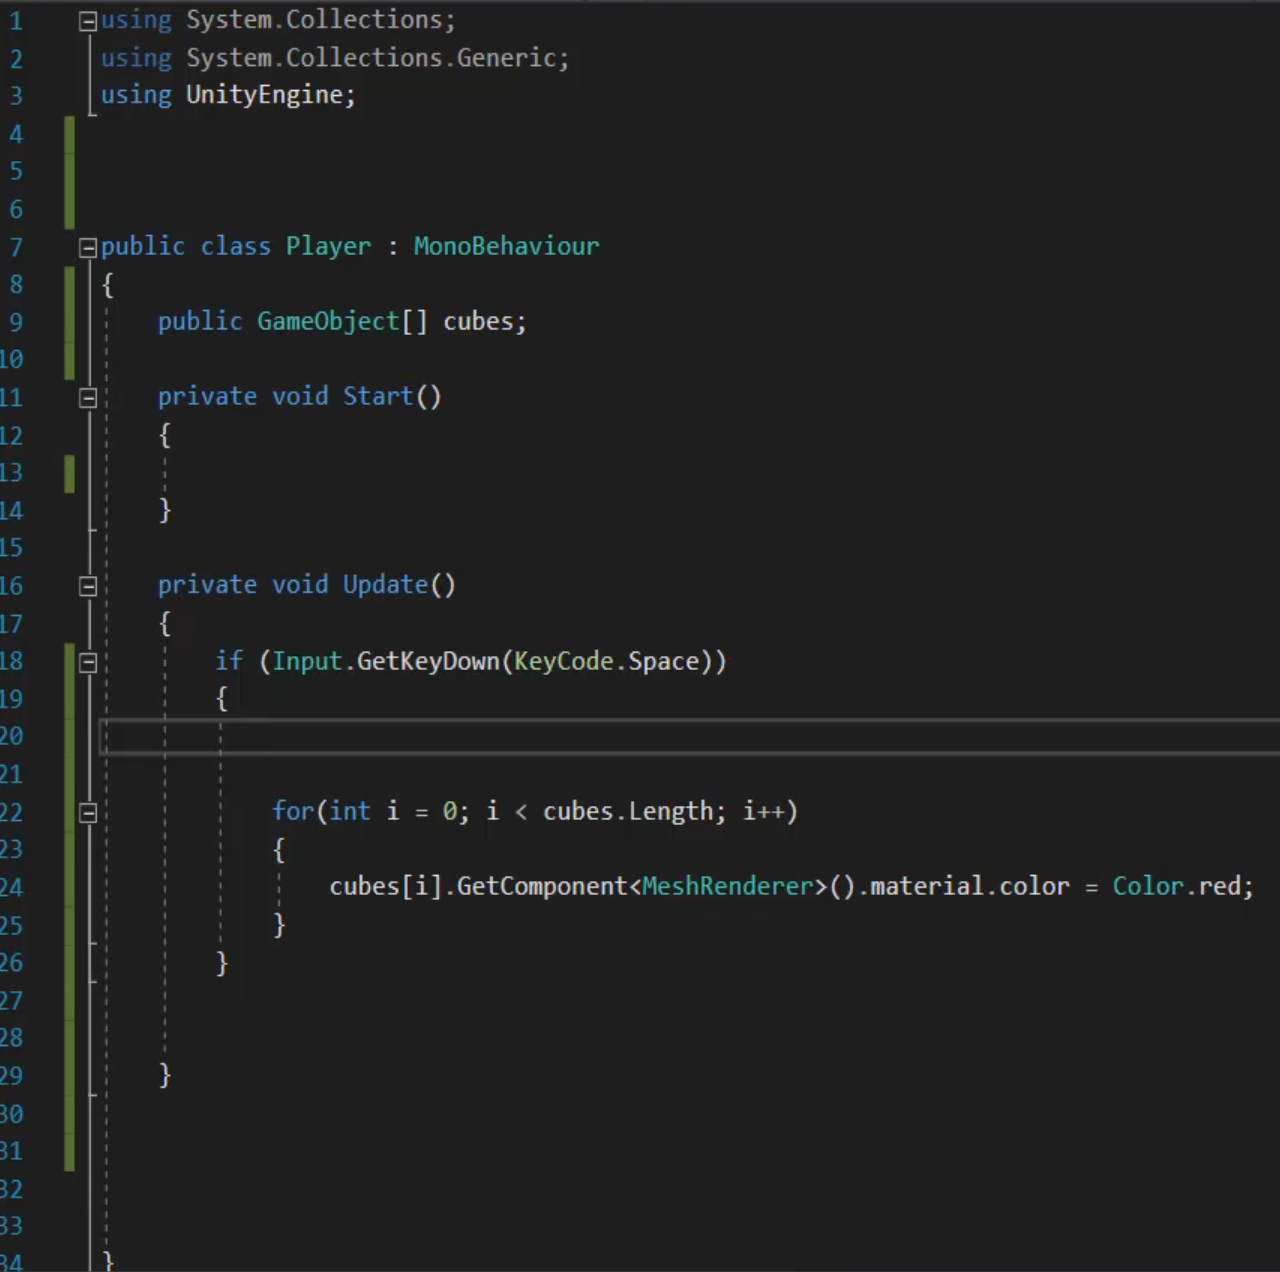 1 using System.Collections;
2 using System.Collections.Generic;
3 using UnityEngine;
4
5
6
7 public class Player : MonoBehaviour
8 {
9 public GameObject[] cubes;
10
11 private void Start()
12 {
13
14 }
15
16 private void Update()
17 {
18 if (Input.GetKeyDown(KeyCode.Space))
19 {
20
21
22 for(int i = 0; i < cubes.Length; i++)
23 {
24 cubes[i].GetComponent<MeshRenderer>().material.color = Color.red;
25 }
26 }
27
28
29 }
30
31
32
33
34 }